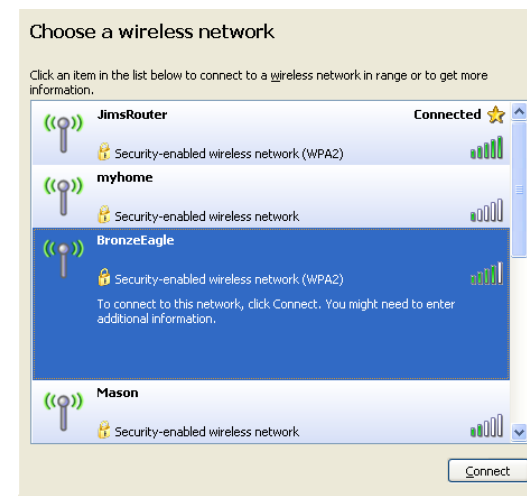 Choose a wireless network
Click an item in the list below to connect to a wireless network in range or to get more
information.
JimsRouter
Connected
Security-enabled wireless network (WPA2)
myhome
Security-enabled wireless network
BronzeEagle
Security-enabled wireless network (WPA2)
To connect to this network, click Connect. You might need to enter
additional information.
Mason
Security-enabled wireless network
Connect